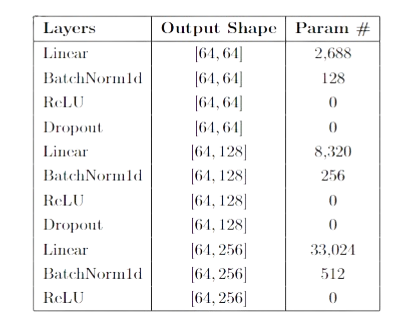 Layers Output Shape Param #
Linear [64, 64] 2,688
BatchNorm1d [64, 64] 128
ReLU [64, 64] 0
Dropout [64, 64] 0
Linear [64, 128] 8,320
BatchNorm1d [64, 128] 256
ReLU [64, 128] 0
Dropout [64, 128] 0
Linear [64, 256] 33,024
BatchNorm1d [64, 256] 512
ReLU [64, 256] 0